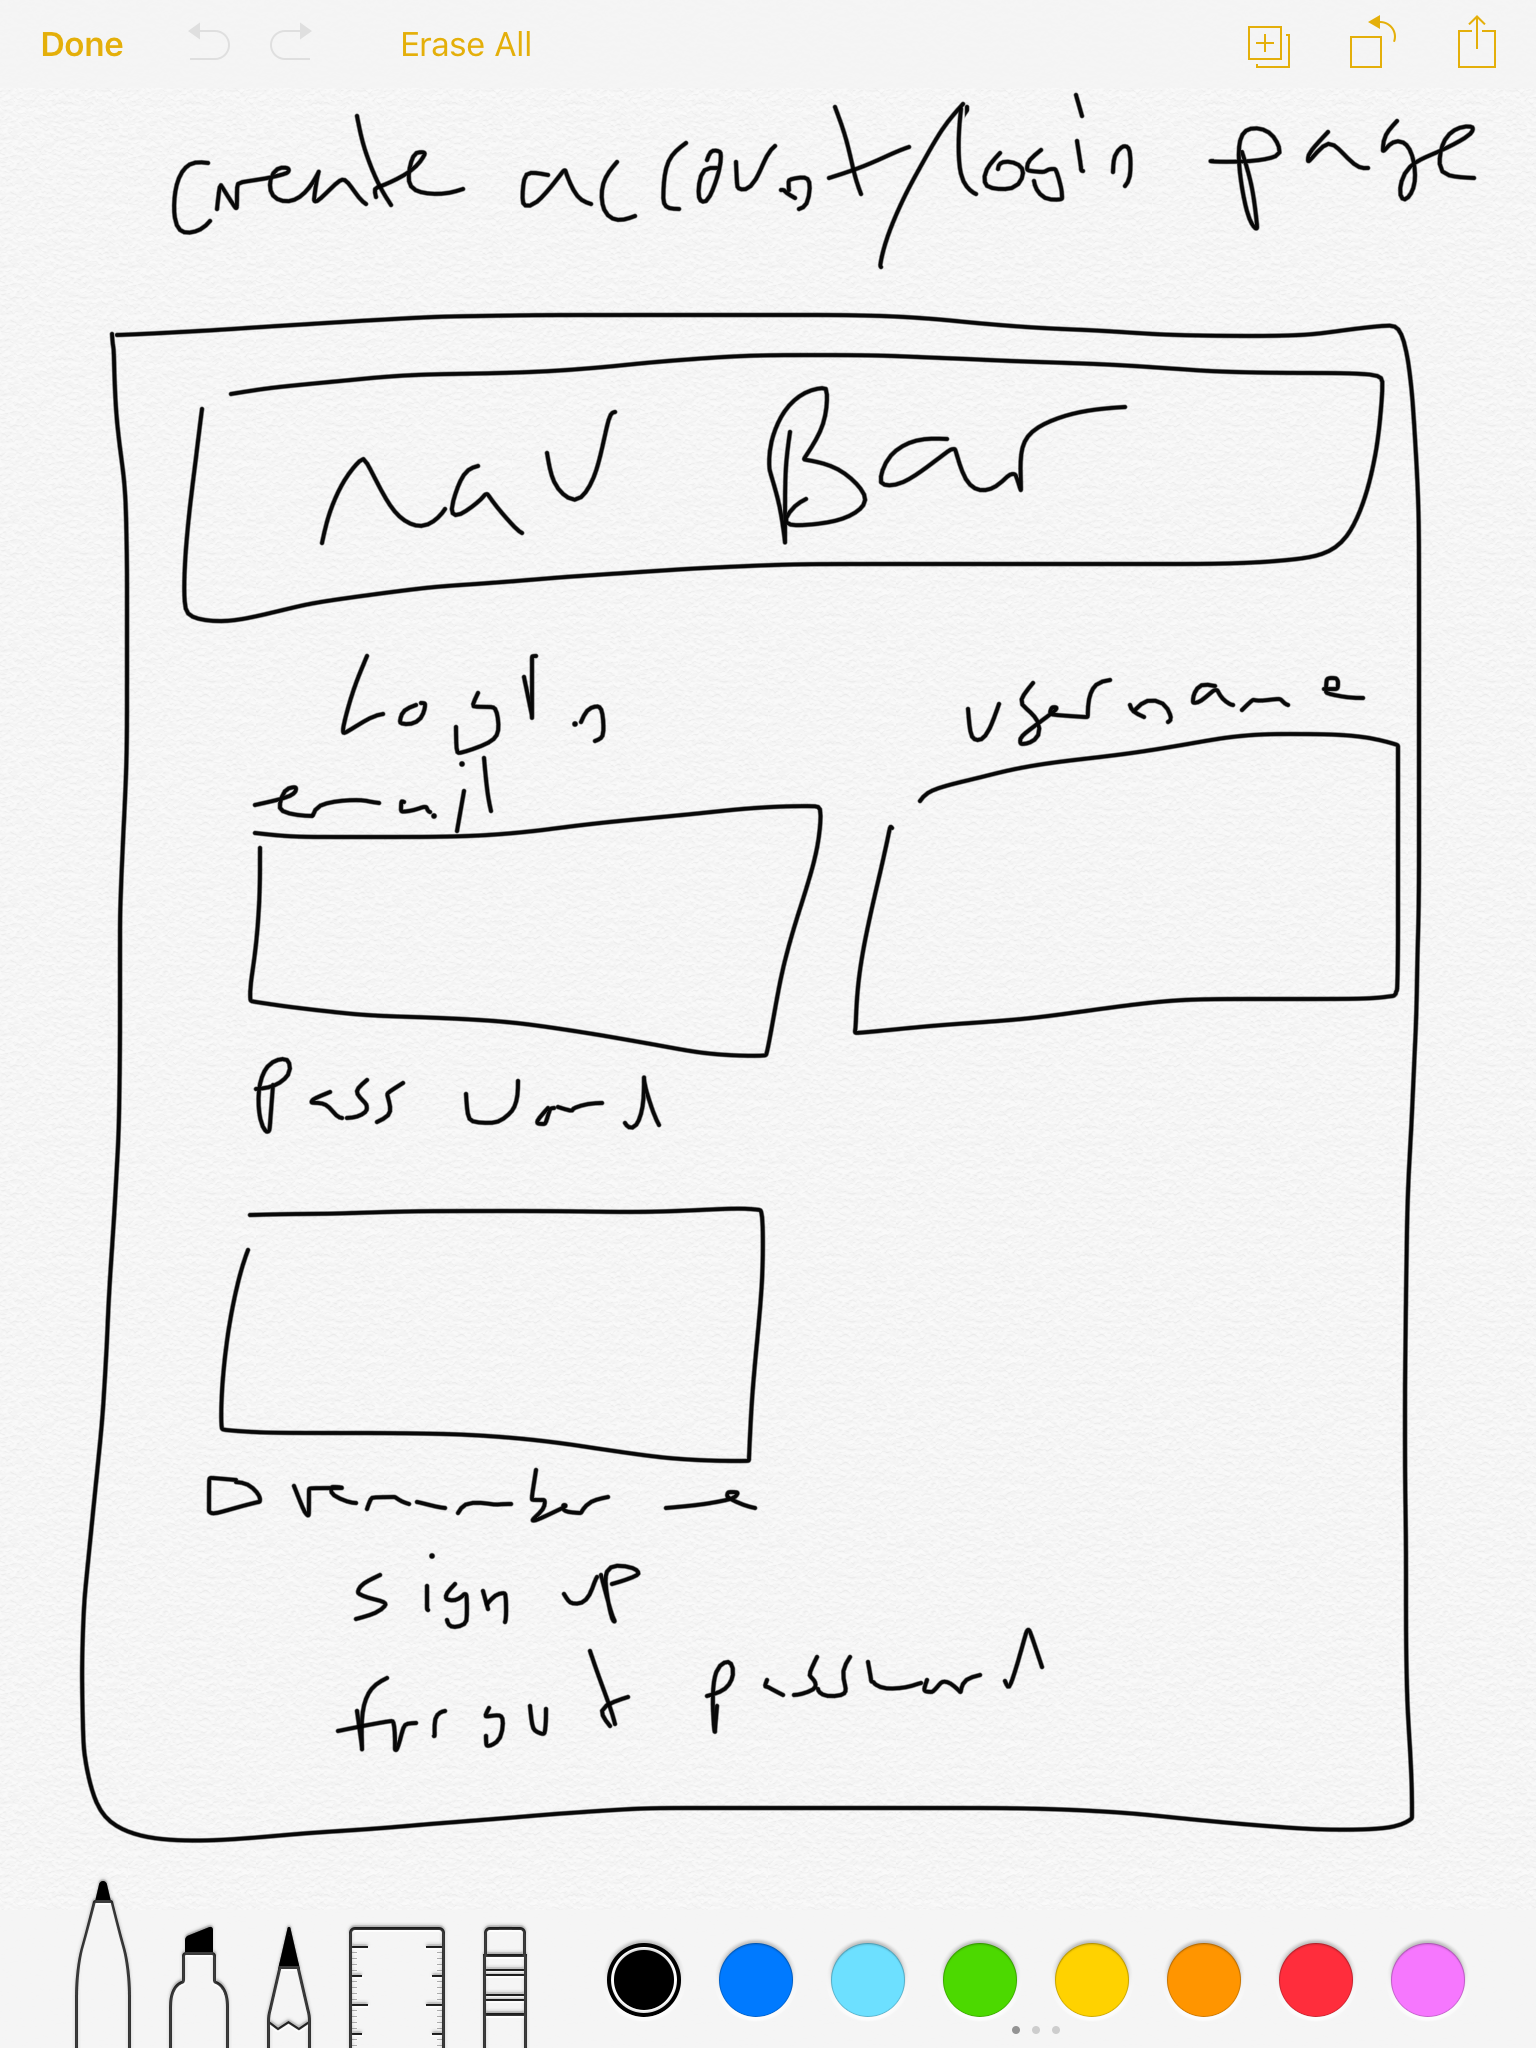 Done Erase All
create account/login page
Nav Bar
Login
username
email
Password
remember me
sign up
forgot password